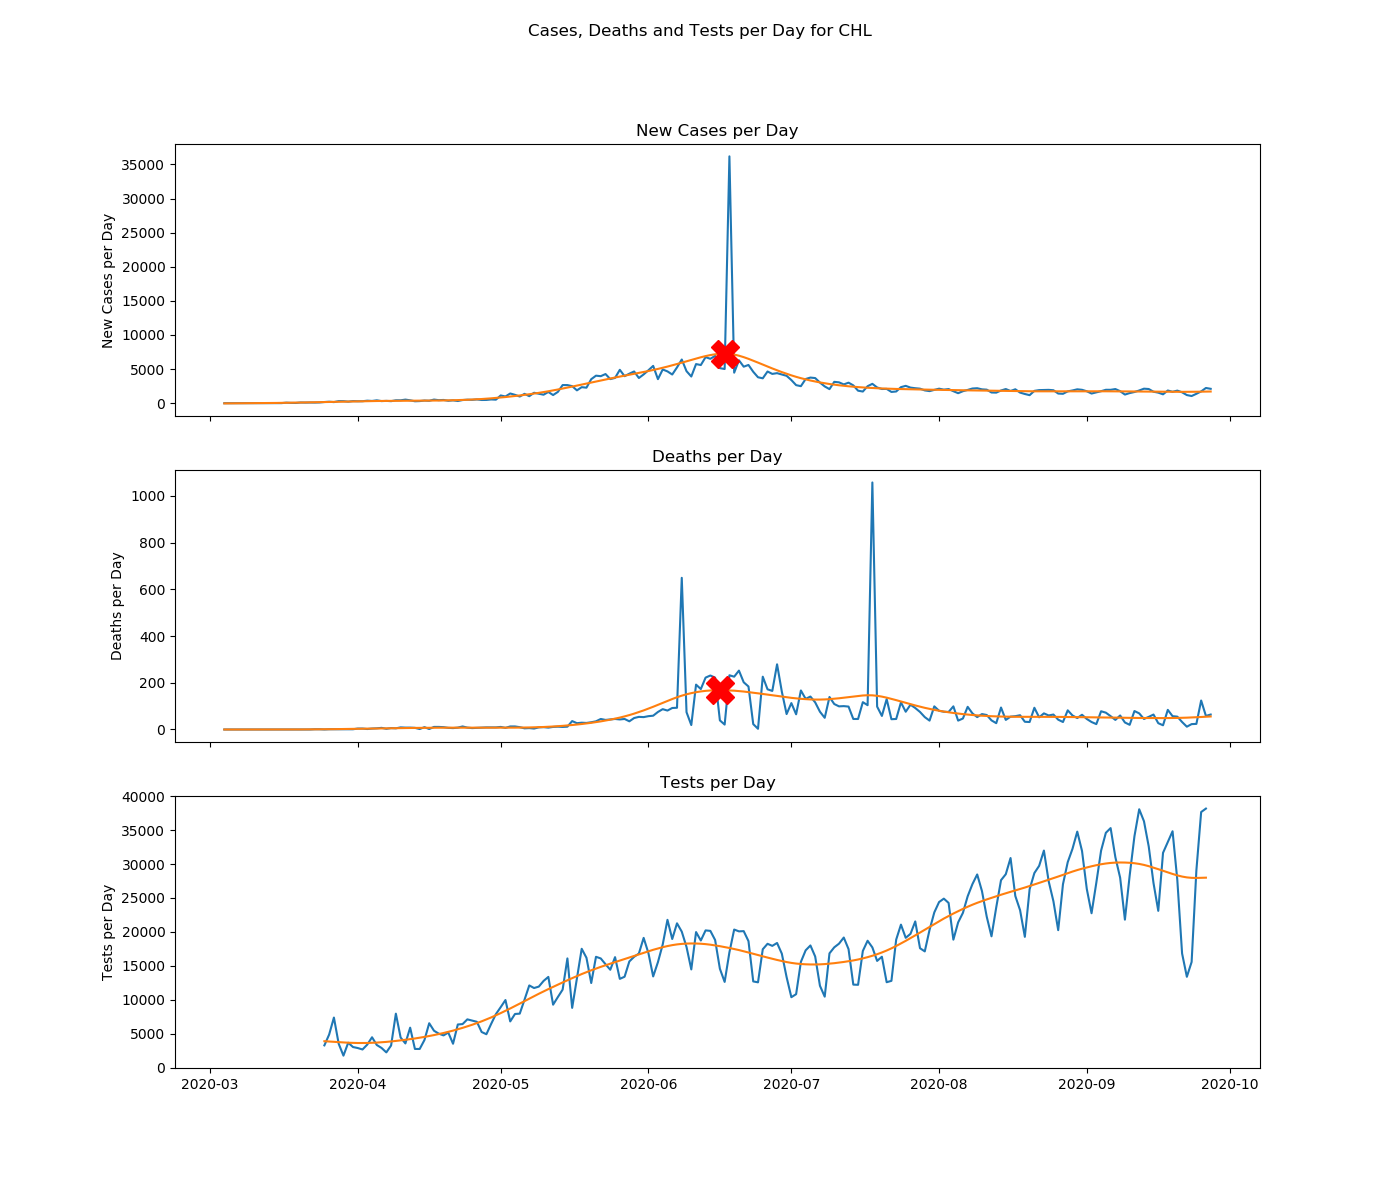 Cases, Deaths and Tests per Day for CHL
New Cases per Day
New Cases per Day
35000
30000
25000
20000
15000
10000
5000
0
Deaths per Day
Deaths per Day
1000
800
600
400
200
0
Tests per Day
Tests per Day
40000
35000
30000
25000
20000
15000
10000
5000
0
2020-03 2020-04 2020-05 2020-06 2020-07 2020-08 2020-09 2020-10